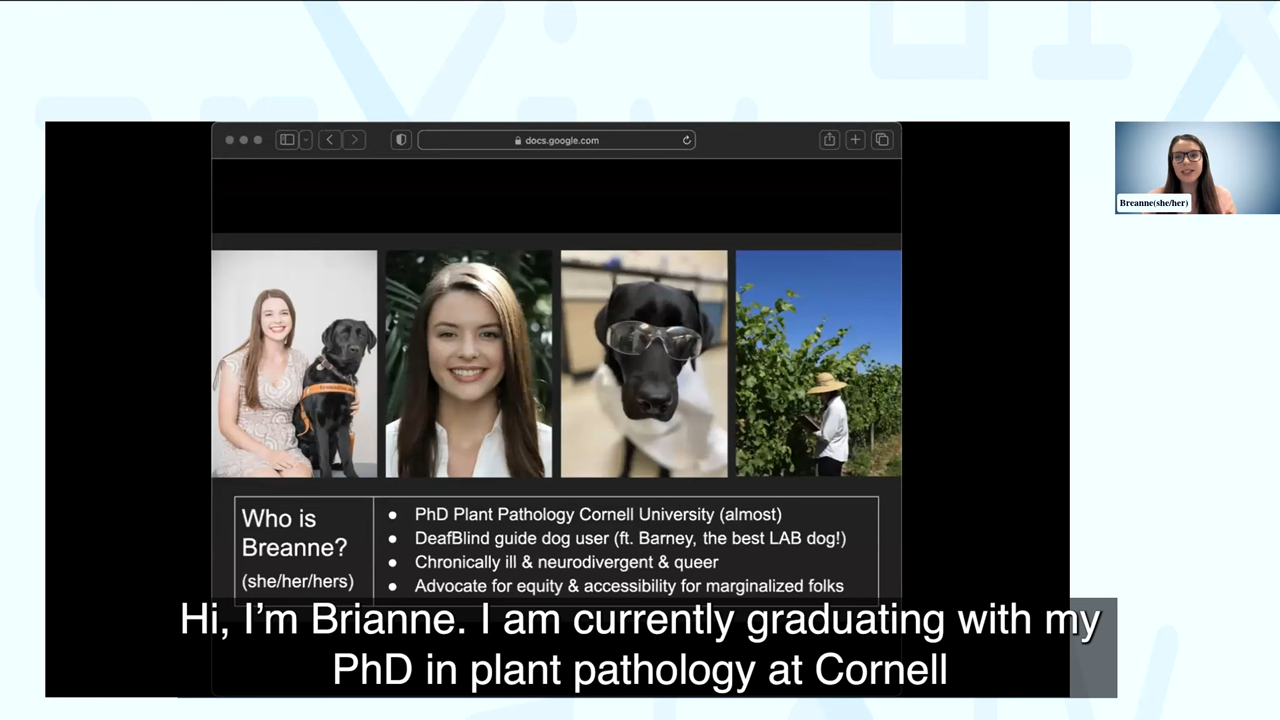 docs.google.com
Breanne(she/her)
Who is
Breanne?
(she/her/hers)
● PhD Plant Pathology Cornell University (almost)
● DeafBlind guide dog user (ft. Barney, the best LAB dog!)
● Chronically ill & neurodivergent & queer
● Advocate for equity & accessibility for marginalized folks
Hi, I’m Brianne. I am currently graduating with my
PhD in plant pathology at Cornell